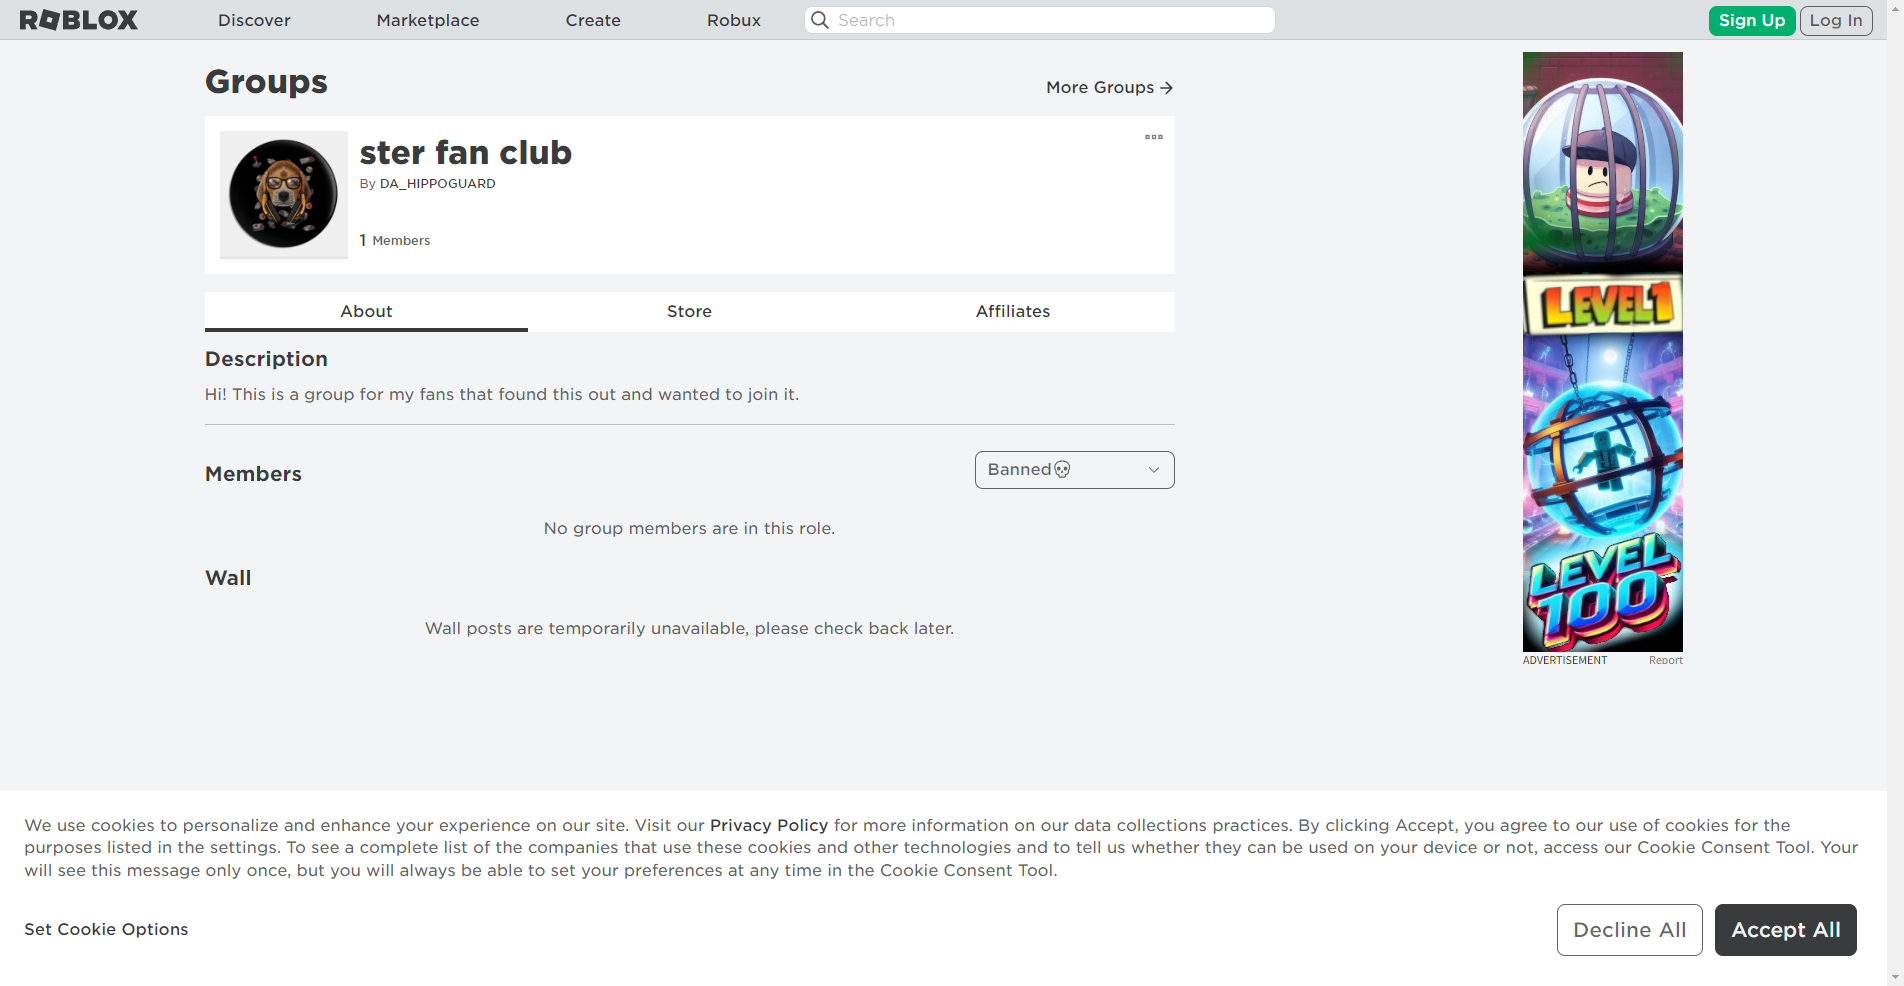 ROBLOX
Discover
Marketplace
Create
Robux
Search
Sign Up
Log In
Groups
More Groups
ster fan club
By DA_HIPPOGUARD
1 Members
About
Store
Affiliates
Description
Hi! This is a group for my fans that found this out and wanted to join it.
Members
Banned💀
No group members are in this role.
Wall
Wall posts are temporarily unavailable, please check back later.
LEVEL 1
LEVEL
100
ADVERTISEMENT
Report
We use cookies to personalize and enhance your experience on our site. Visit our Privacy Policy for more information on our data collections practices. By clicking Accept, you agree to our use of cookies for the
purposes listed in the settings. To see a complete list of the companies that use these cookies and other technologies and to tell us whether they can be used on your device or not, access our Cookie Consent Tool. Your
will see this message only once, but you will always be able to set your preferences at any time in the Cookie Consent Tool.
Set Cookie Options
Decline All
Accept All